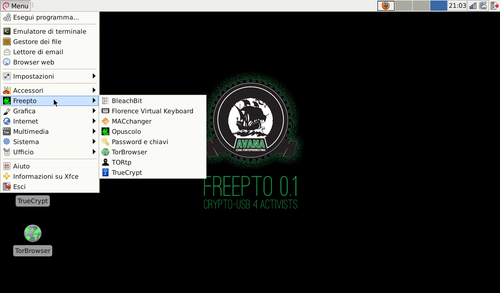 Menu
21:03
Esegui programma...
Emulatore di terminale
Gestore dei file
Lettore di email
Browser web
Impostazioni
Accessori
Freepto
Grafica
Internet
Multimedia
Sistema
Ufficio
Aiuto
Informazioni su Xfce
Esci
BleachBit
Florence Virtual Keyboard
MACchanger
Opuscolo
Password e chiavi
TorBrowser
TORtp
TrueCrypt
AVANA
FREEPTO 0.1
CRYPTO-USB 4 ACTIVISTS
TrueCrypt
TorBrowser